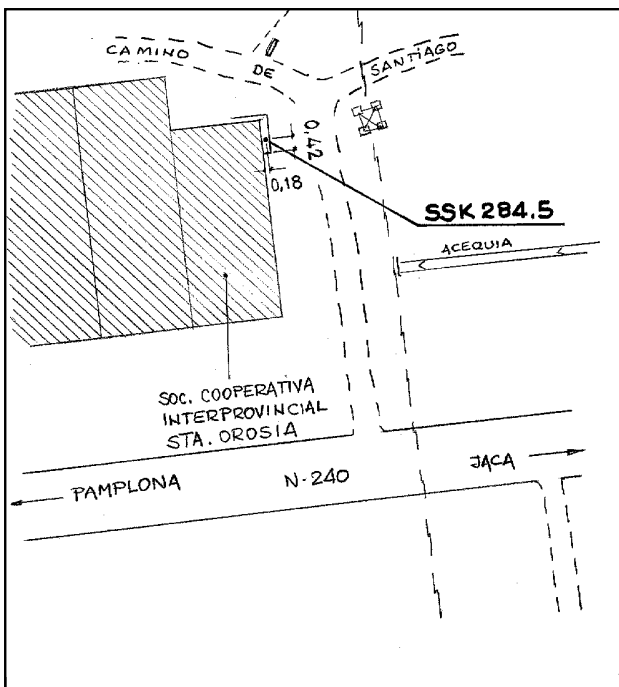 CAMINO DE SANTIAGO
0,42
0,18
SSK 284.5
ACEQUIA
SOC. COOPERATIVA
INTERPROVINCIAL
STA. OROSIA
PAMPLONA
N-240
JACA